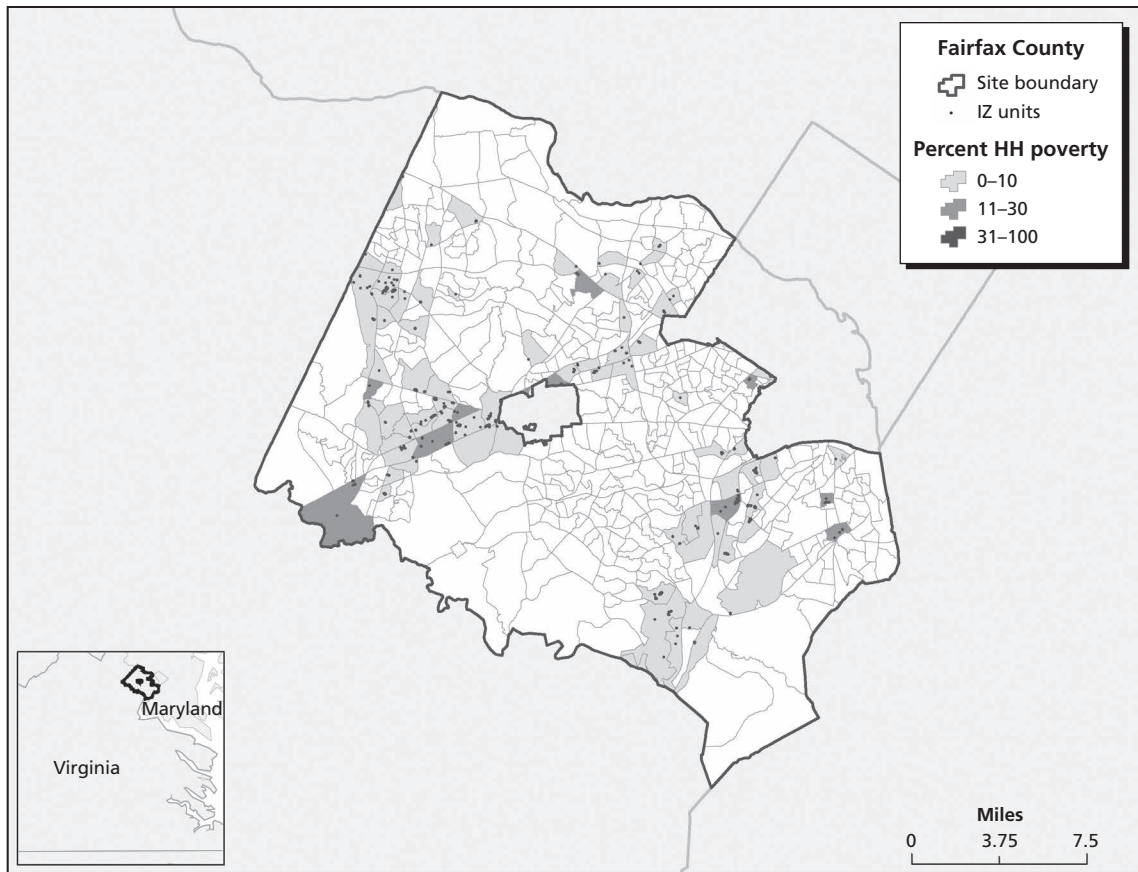 Fairfax County
Site boundary
IZ units
Percent HH poverty
0–10
11–30
31–100
Maryland
Virginia
Miles
0 3.75 7.5